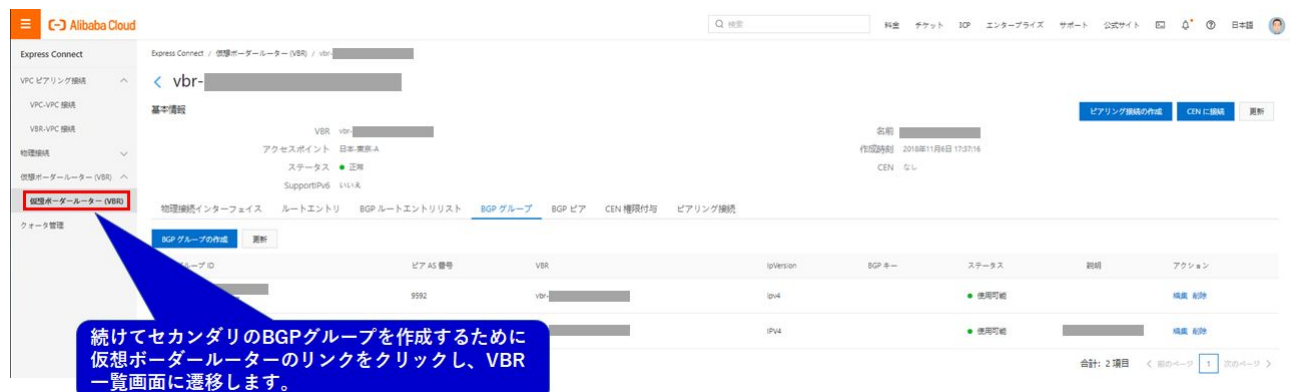 Alibaba Cloud
検索
料金 チケット ICP エンタープライズ サポート 公式サイト 日本語
Express Connect
Express Connect / 仮想ボーダールーター (VBR) / vbr-
VPC ピアリング接続
vbr-
VPC-VPC 接続
基本情報
ピアリング接続の作成 CEN に接続 更新
VBR-VPC 接続
VBR vbr-
名前
物理接続
アクセスポイント 日本-東京-A
作成時刻 2018年11月6日 17:37:16
仮想ボーダールーター (VBR)
ステータス 正常
CEN なし
SupportIPv6 いいえ
仮想ボーダールーター (VBR)
物理接続インターフェイス ルートエントリ BGP ルートエントリリスト BGP グループ BGP ピア CEN 権限付与 ピアリング接続
クォータ管理
BGP グループの作成 更新
ループ ID ピア AS 番号 VBR IpVersion BGP キー ステータス 説明 アクション
9592 vbr- ipv4 使用可能 編集 削除
IPV4 使用可能 編集 削除
続けてセカンダリのBGPグループを作成するために
仮想ボーダールーターのリンクをクリックし、VBR
一覧画面に遷移します。
合計: 2 項目 < 前のページ 1 次のページ >